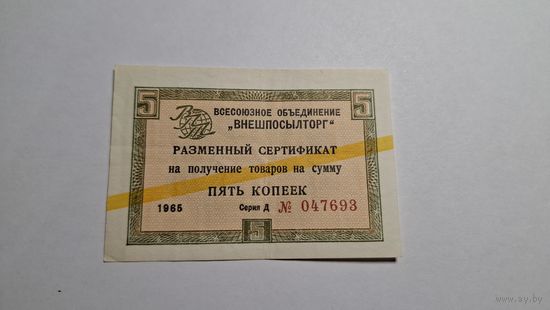 5 5
ВПТ
ВСЕСОЮЗНОЕ ОБЪЕДИНЕНИЕ
„ВНЕШПОСЫЛТОРГ“
РАЗМЕННЫЙ СЕРТИФИКАТ
на получение товаров на сумму
ПЯТЬ КОПЕЕК
1965 Серия Д № 047693
5
www.ay.by